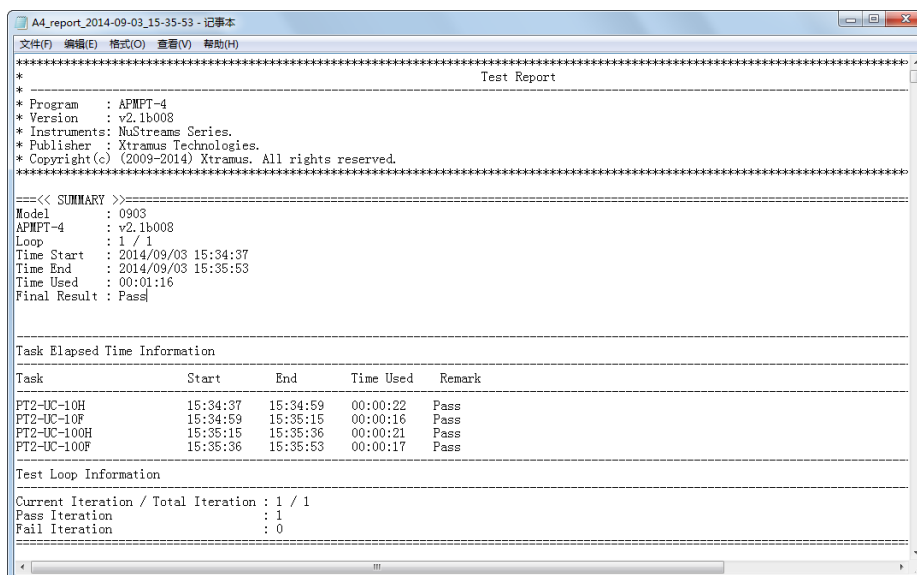 A4_report_2014-09-03_15-35-53 - 记事本
文件(F) 编辑(E) 格式(O) 查看(V) 帮助(H)
*******************************************************************************
* Test Report
* -----------------------------------------------------------------------------
* Program : APMPT-4
* Version : v2.1b008
* Instruments: NuStreams Series.
* Publisher : Xtramus Technologies.
* Copyright(c) (2009-2014) Xtramus. All rights reserved.
*******************************************************************************
===<< SUMMARY >>===============================================================
Model : 0903
APMPT-4 : v2.1b008
Loop : 1 / 1
Time Start : 2014/09/03 15:34:37
Time End : 2014/09/03 15:35:53
Time Used : 00:01:16
Final Result : Pass
-------------------------------------------------------------------------------
Task Elapsed Time Information
-------------------------------------------------------------------------------
Task Start End Time Used Remark
-------------------------------------------------------------------------------
PT2-UC-10H 15:34:37 15:34:59 00:00:22 Pass
PT2-UC-10F 15:34:59 15:35:15 00:00:16 Pass
PT2-UC-100H 15:35:15 15:35:36 00:00:21 Pass
PT2-UC-100F 15:35:36 15:35:53 00:00:17 Pass
-------------------------------------------------------------------------------
Test Loop Information
-------------------------------------------------------------------------------
Current Iteration / Total Iteration : 1 / 1
Pass Iteration : 1
Fail Iteration : 0
===============================================================================